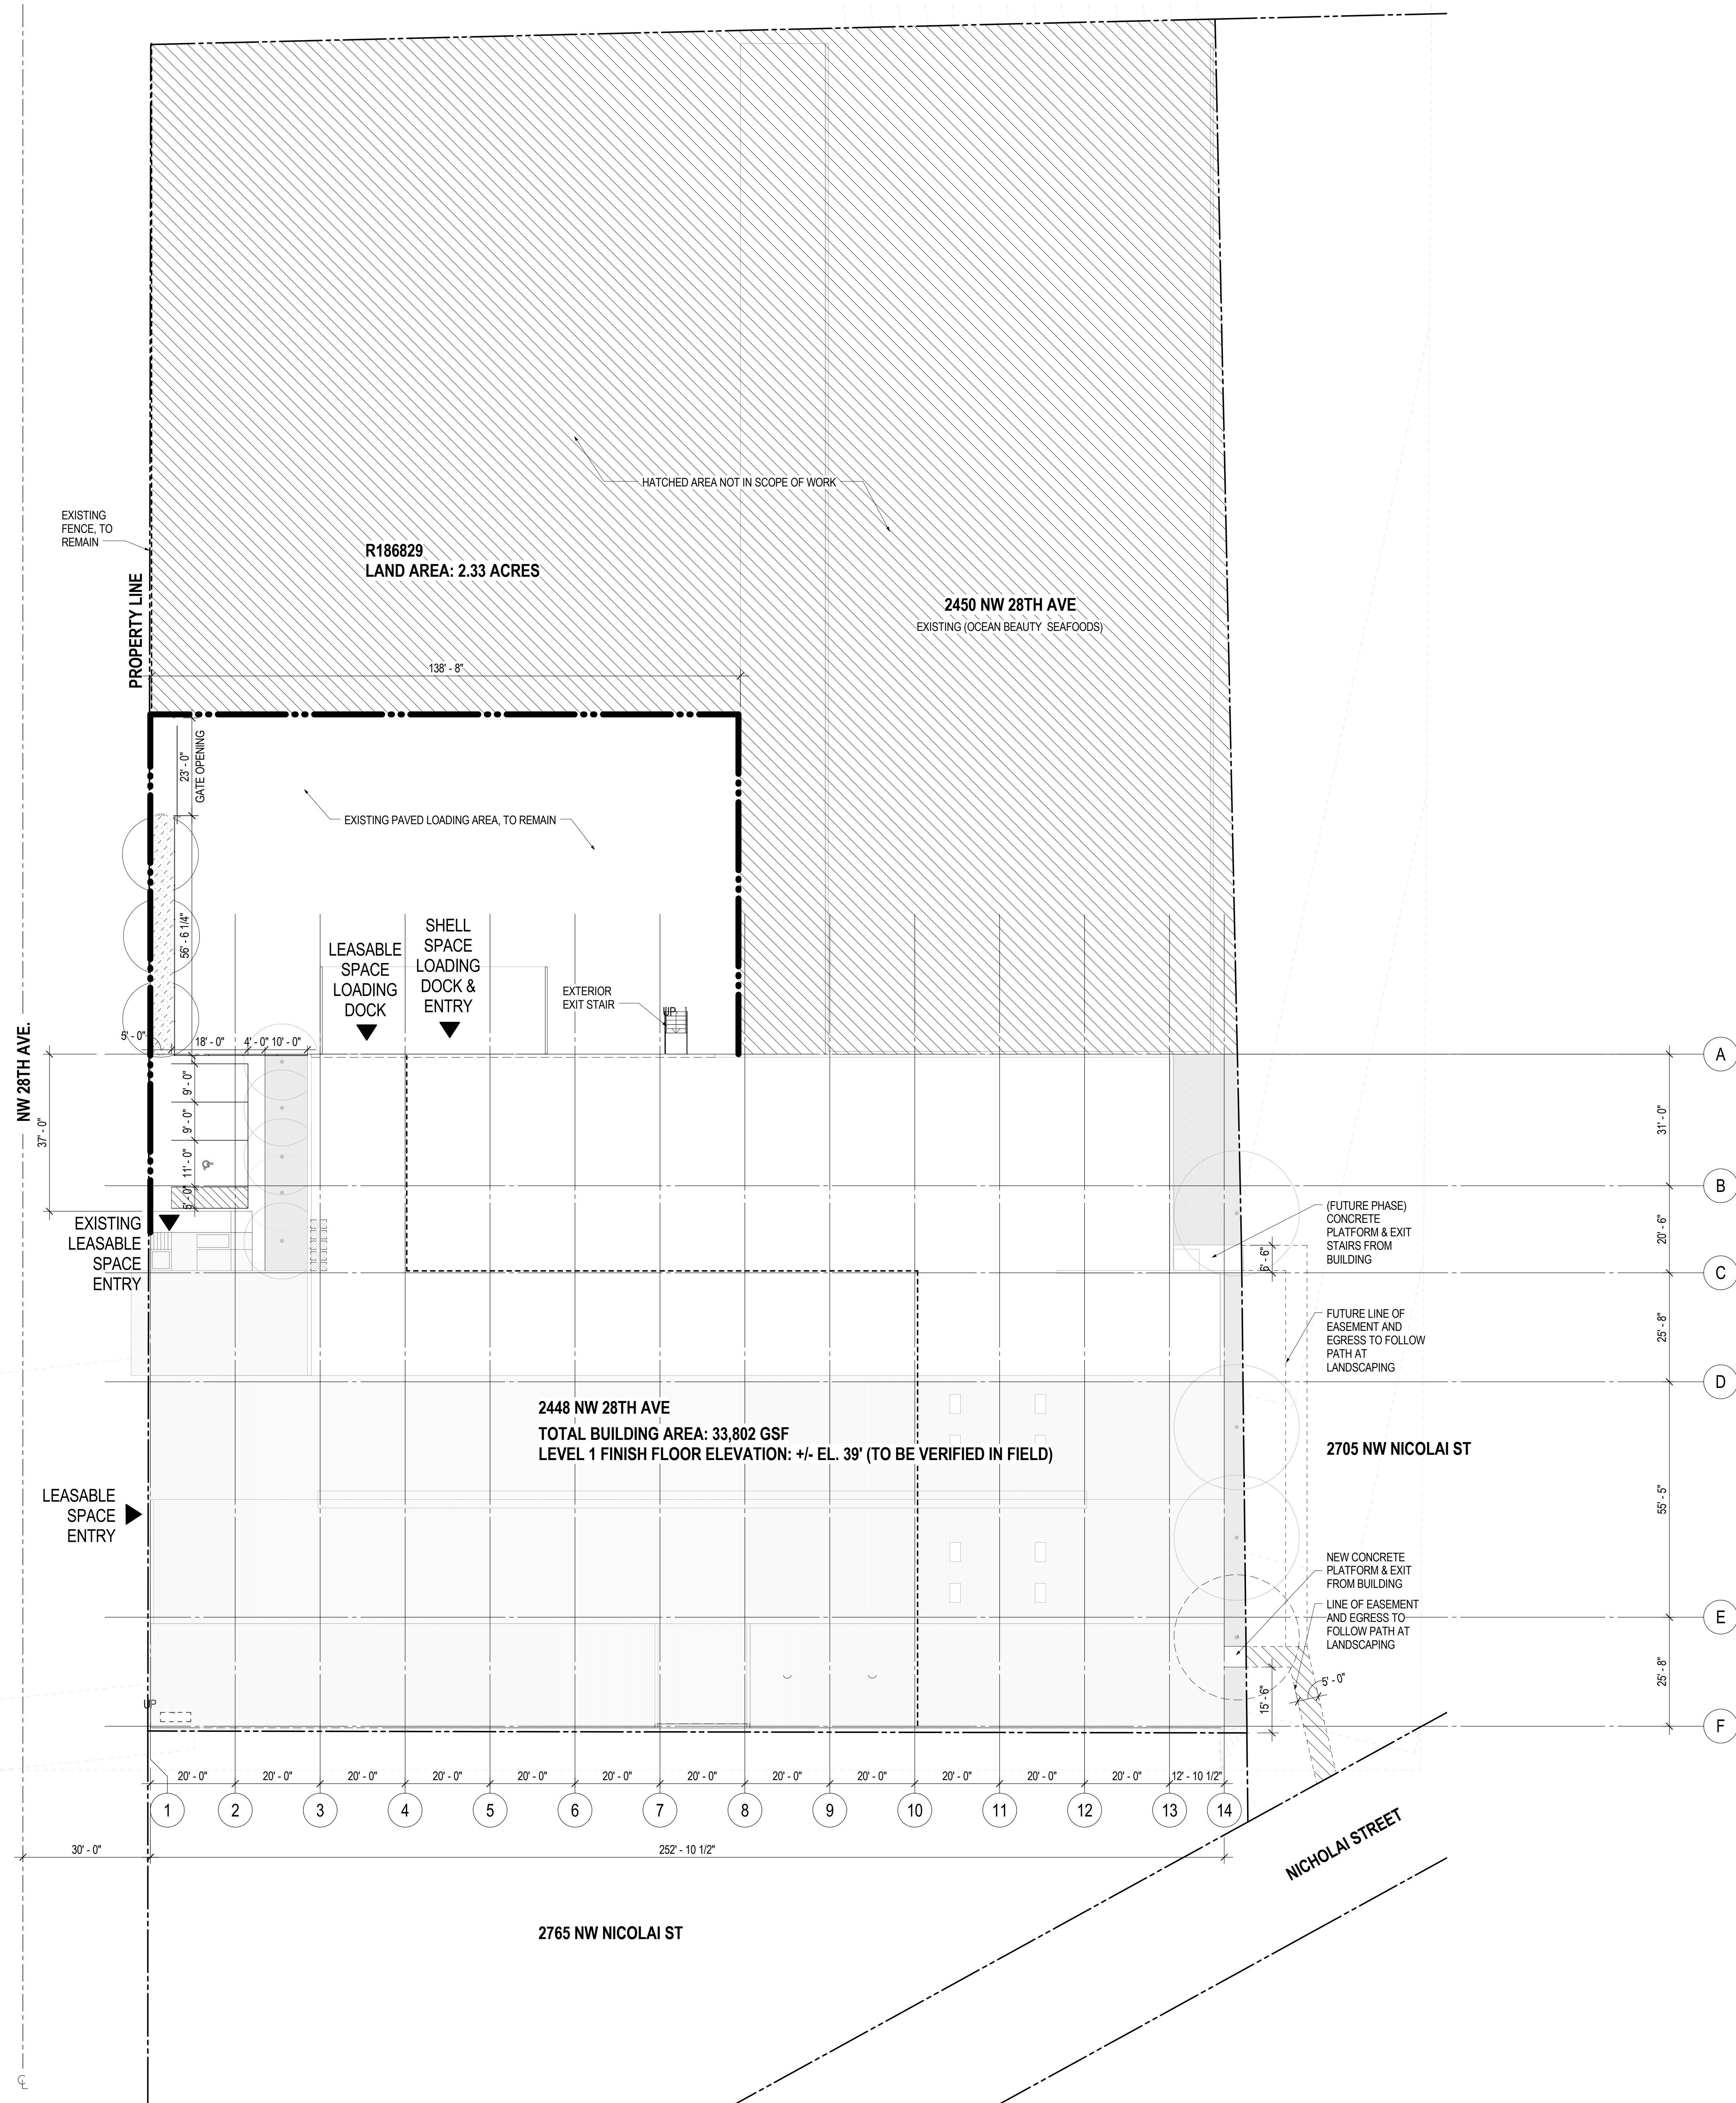 HATCHED AREA NOT IN SCOPE OF WORK
EXISTING
FENCE, TO
REMAIN
R186829
LAND AREA: 2.33 ACRES
PROPERTY LINE
2450 NW 28TH AVE
EXISTING (OCEAN BEAUTY SEAFOODS)
138' - 8"
23' - 0"
GATE OPENING
EXISTING PAVED LOADING AREA, TO REMAIN
56' - 6 1/4"
LEASABLE
SPACE
LOADING
DOCK
SHELL
SPACE
LOADING
DOCK &
ENTRY
EXTERIOR
EXIT STAIR
UP
NW 28TH AVE.
5' - 0"
18' - 0"
4' - 0"
10' - 0"
9' - 0"
9' - 0"
11' - 0"
5' - 0"
37' - 0"
A
31' - 0"
B
20' - 6"
C
25' - 8"
D
55' - 5"
E
25' - 8"
F
EXISTING
LEASABLE
SPACE
ENTRY
(FUTURE PHASE)
CONCRETE
PLATFORM & EXIT
STAIRS FROM
BUILDING
6' - 6"
FUTURE LINE OF
EASEMENT AND
EGRESS TO FOLLOW
PATH AT
LANDSCAPING
2448 NW 28TH AVE
TOTAL BUILDING AREA: 33,802 GSF
LEVEL 1 FINISH FLOOR ELEVATION: +/- EL. 39' (TO BE VERIFIED IN FIELD)
2705 NW NICOLAI ST
LEASABLE
SPACE
ENTRY
NEW CONCRETE
PLATFORM & EXIT
FROM BUILDING
LINE OF EASEMENT
AND EGRESS TO
FOLLOW PATH AT
LANDSCAPING
5' - 0"
15' - 6"
UP
20' - 0"
20' - 0"
20' - 0"
20' - 0"
20' - 0"
20' - 0"
20' - 0"
20' - 0"
20' - 0"
20' - 0"
20' - 0"
20' - 0"
12' - 10 1/2"
1
2
3
4
5
6
7
8
9
10
11
12
13
14
30' - 0"
252' - 10 1/2"
NICHOLAI STREET
2765 NW NICOLAI ST
CL